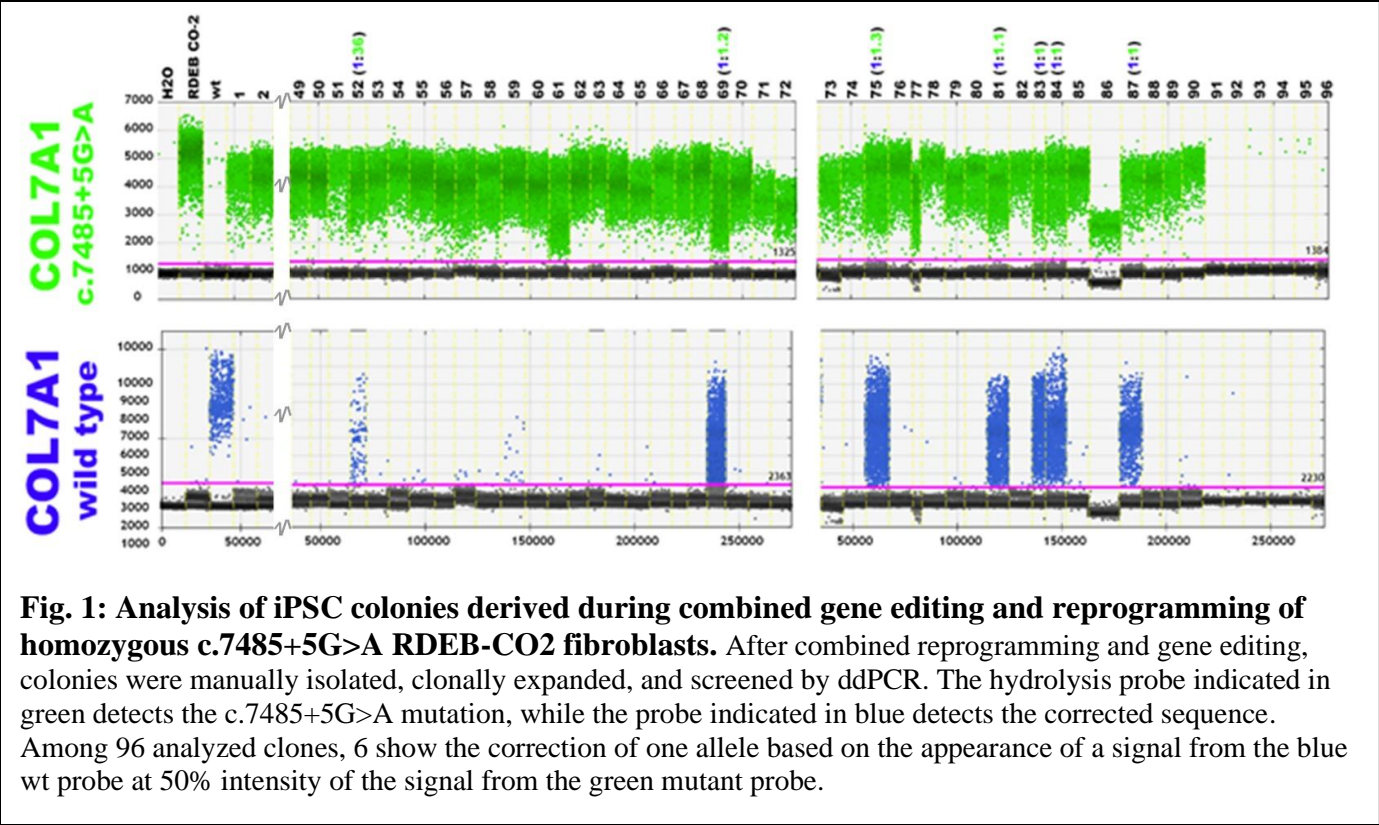 H2O RDEB CO-2 wt 1 2 49 50 51 52 (1:36) 53 54 55 56 57 58 59 60 61 62 63 64 65 66 67 68 69 (1:1.2) 70 71 72 73 74 75 (1:1.3) 76 77 78 79 80 81 (1:1.1) 82 83 (1:1) 84 (1:1) 85 86 87 (1:1) 88 89 90 91 92 93 94 95 96
COL7A1
c.7485+5G>A
7000
6000
5000
4000
3000
2000
1000
0
1325
1384
COL7A1
wild type
10000
10000
9000
8000
7000
6000
5000
4000
3000
2000
1000
2363
2230
0 50000 50000 100000 150000 200000 250000 50000 100000 150000 200000 250000
Fig. 1: Analysis of iPSC colonies derived during combined gene editing and reprogramming of
homozygous c.7485+5G>A RDEB-CO2 fibroblasts. After combined reprogramming and gene editing,
colonies were manually isolated, clonally expanded, and screened by ddPCR. The hydrolysis probe indicated in
green detects the c.7485+5G>A mutation, while the probe indicated in blue detects the corrected sequence.
Among 96 analyzed clones, 6 show the correction of one allele based on the appearance of a signal from the blue
wt probe at 50% intensity of the signal from the green mutant probe.